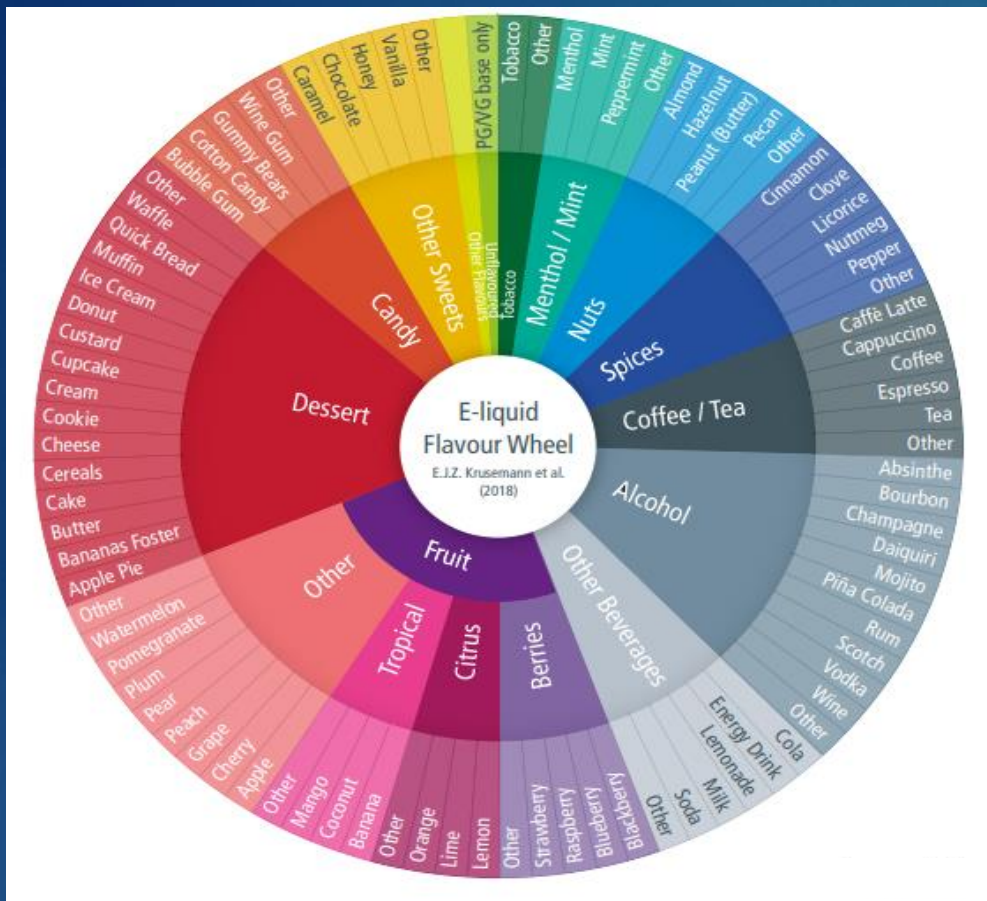 E-liquid
Flavour Wheel
E.J.Z. Krusemann et al.
(2018)
Tobacco
Tobacco
Other
Menthol / Mint
Menthol
Mint
Peppermint
Other
Nuts
Almond
Hazelnut
Peanut (Butter)
Pecan
Other
Spices
Cinnamon
Clove
Licorice
Nutmeg
Pepper
Other
Coffee / Tea
Caffè Latte
Cappuccino
Coffee
Espresso
Tea
Other
Alcohol
Absinthe
Bourbon
Champagne
Daiquiri
Mojito
Piña Colada
Rum
Scotch
Vodka
Wine
Other
Other Beverages
Cola
Energy Drink
Lemonade
Milk
Soda
Other
Fruit
Berries
Blackberry
Blueberry
Raspberry
Strawberry
Other
Citrus
Lemon
Lime
Orange
Other
Tropical
Banana
Coconut
Mango
Other
Other
Apple
Cherry
Grape
Peach
Pear
Plum
Pomegranate
Watermelon
Other
Dessert
Apple Pie
Bananas Foster
Butter
Cake
Cereals
Cheese
Cookie
Cream
Cupcake
Custard
Donut
Ice Cream
Muffin
Quick Bread
Waffle
Other
Candy
Bubble Gum
Cotton Candy
Gummy Bears
Wine Gum
Other
Other Sweets
Caramel
Chocolate
Honey
Vanilla
Other
Other Flavours
Unflavoured
PG/VG base only